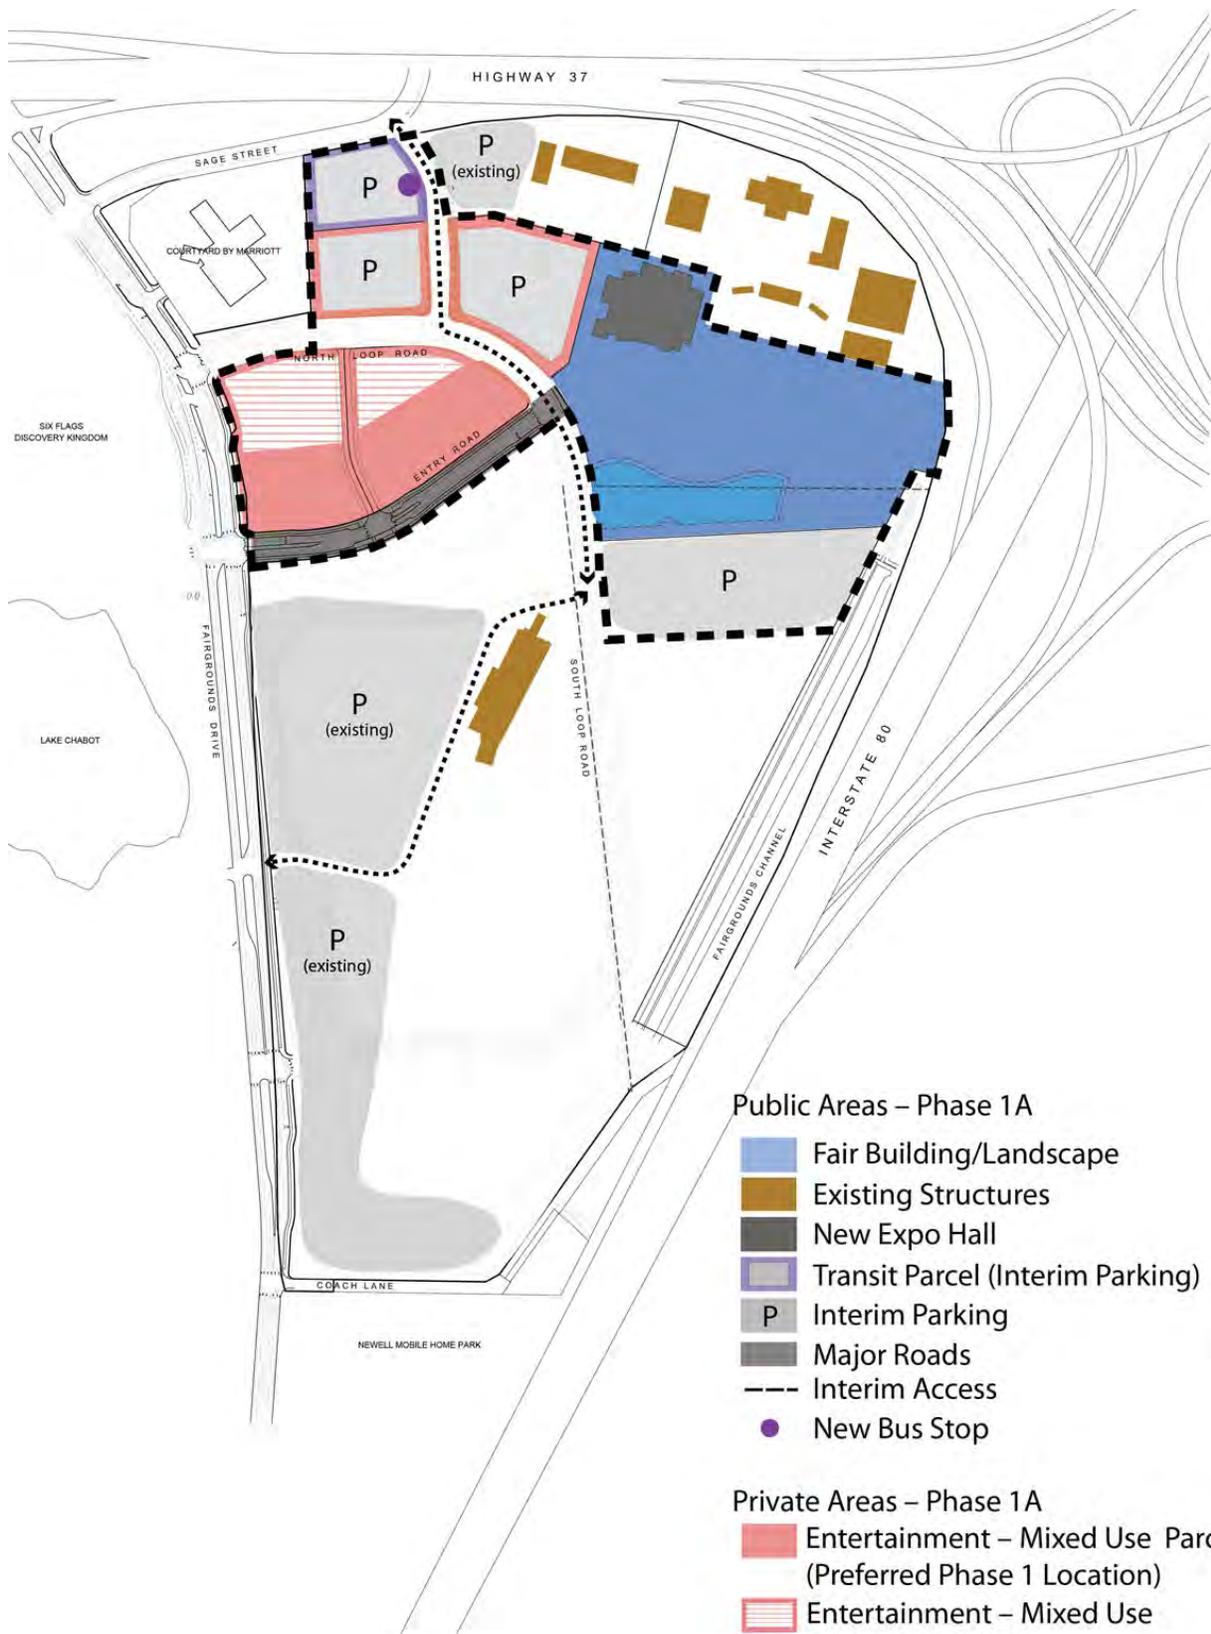 HIGHWAY 37
SAGE STREET
P
(existing)
P
COURTYARD BY MARRIOTT
P
P
NORTH LOOP ROAD
SIX FLAGS
DISCOVERY KINGDOM
ENTRY ROAD
P
FAIRGROUNDS DRIVE
SOUTH LOOP ROAD
P
(existing)
LAKE CHABOT
INTERSTATE 80
FAIRGROUNDS CHANNEL
P
(existing)
COACH LANE
NEWELL MOBILE HOME PARK
Public Areas – Phase 1A
Fair Building/Landscape
Existing Structures
New Expo Hall
Transit Parcel (Interim Parking)
P Interim Parking
Major Roads
Interim Access
New Bus Stop
Private Areas – Phase 1A
Entertainment – Mixed Use Parc
(Preferred Phase 1 Location)
Entertainment – Mixed Use